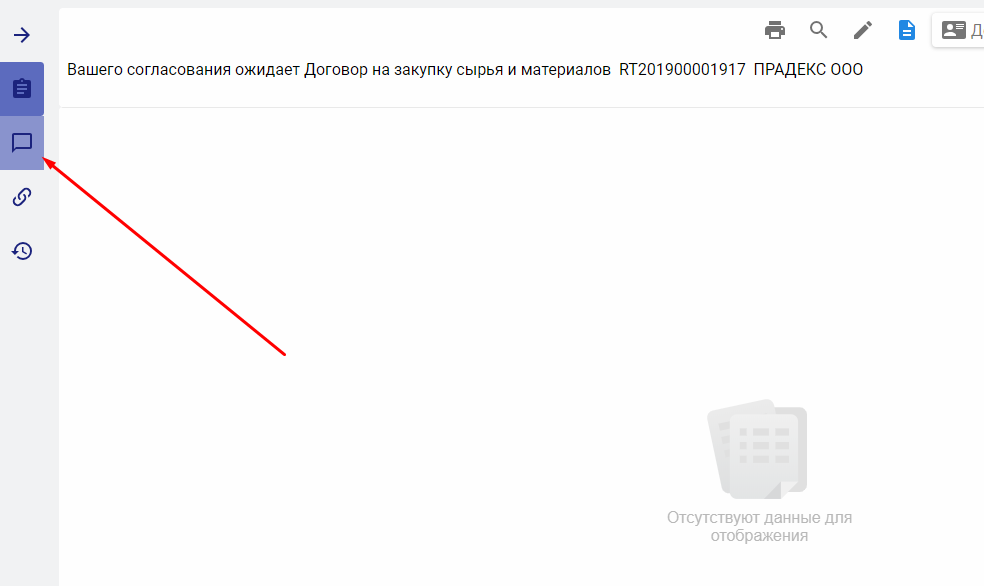 Вашего согласования ожидает Договор на закупку сырья и материалов RT201900001917 ПРАДЕКС ООО
Отсутствуют данные для
отображения